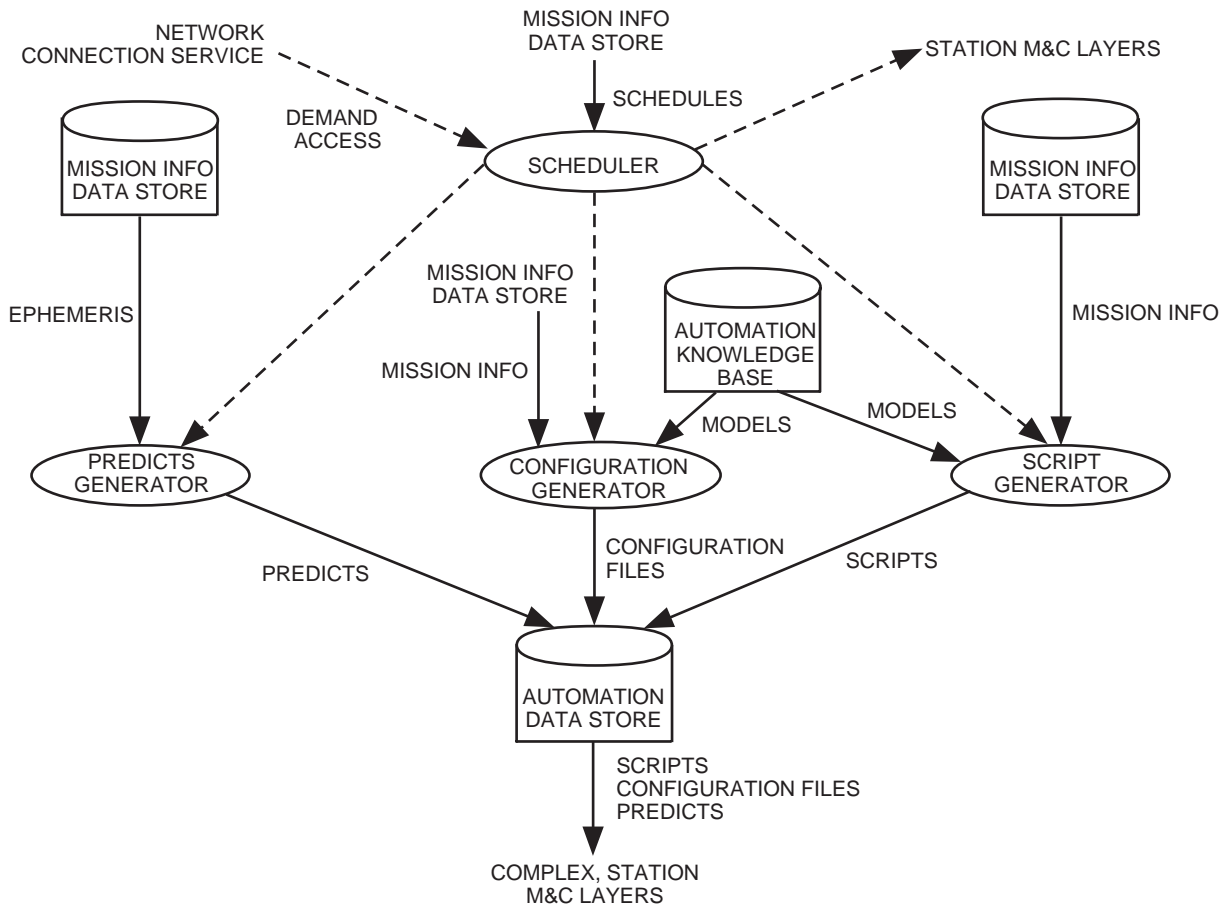 MISSION INFO
DATA STORE
NETWORK
CONNECTION SERVICE
STATION M&C LAYERS
SCHEDULES
DEMAND
ACCESS
SCHEDULER
MISSION INFO
DATA STORE
MISSION INFO
DATA STORE
MISSION INFO
DATA STORE
EPHEMERIS
AUTOMATION
KNOWLEDGE
BASE
MISSION INFO
MISSION INFO
MODELS
MODELS
PREDICTS
GENERATOR
CONFIGURATION
GENERATOR
SCRIPT
GENERATOR
PREDICTS
CONFIGURATION
FILES
SCRIPTS
AUTOMATION
DATA STORE
SCRIPTS
CONFIGURATION FILES
PREDICTS
COMPLEX, STATION
M&C LAYERS